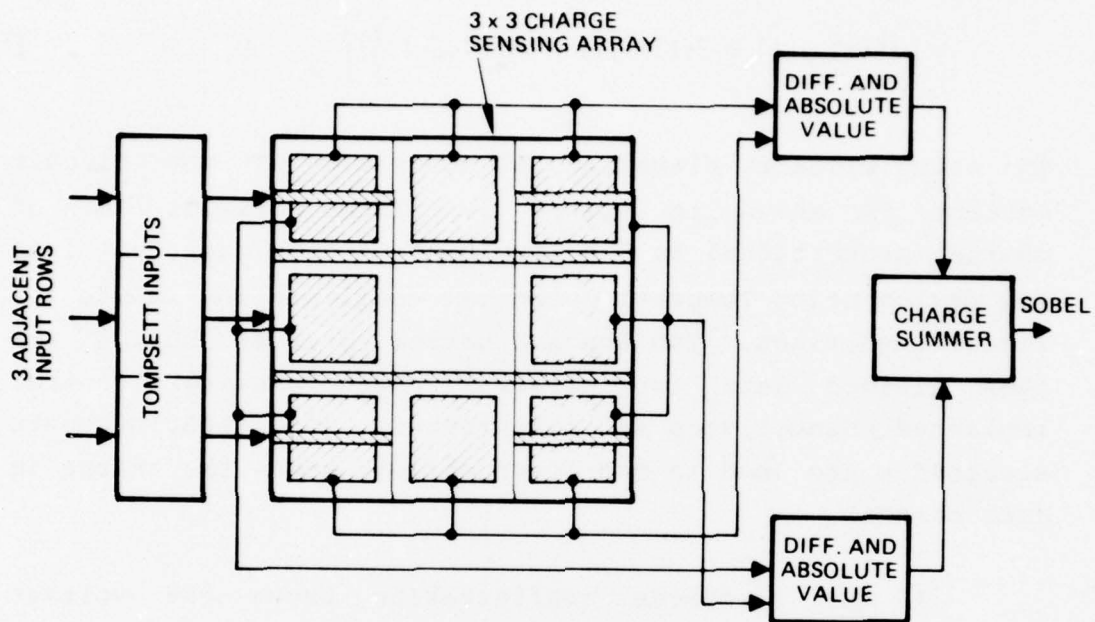 3 x 3 CHARGE
SENSING ARRAY
DIFF. AND
ABSOLUTE
VALUE
3 ADJACENT
INPUT ROWS
TOMPSETT INPUTS
CHARGE
SUMMER
SOBEL
DIFF. AND
ABSOLUTE
VALUE